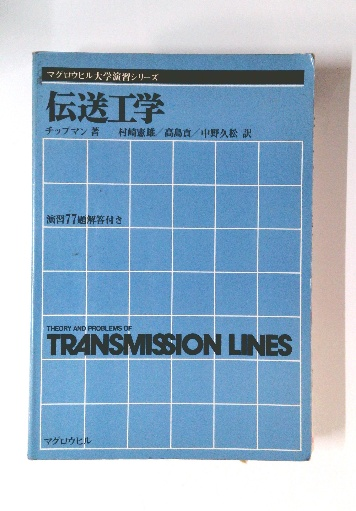 マグロウヒル大学演習シリーズ
伝送工学
チップマン 著 村崎憲雄／高島貞／中野久松 訳
演習77題解答付き
THEORY AND PROBLEMS OF
TRANSMISSION LINES
マグロウヒル